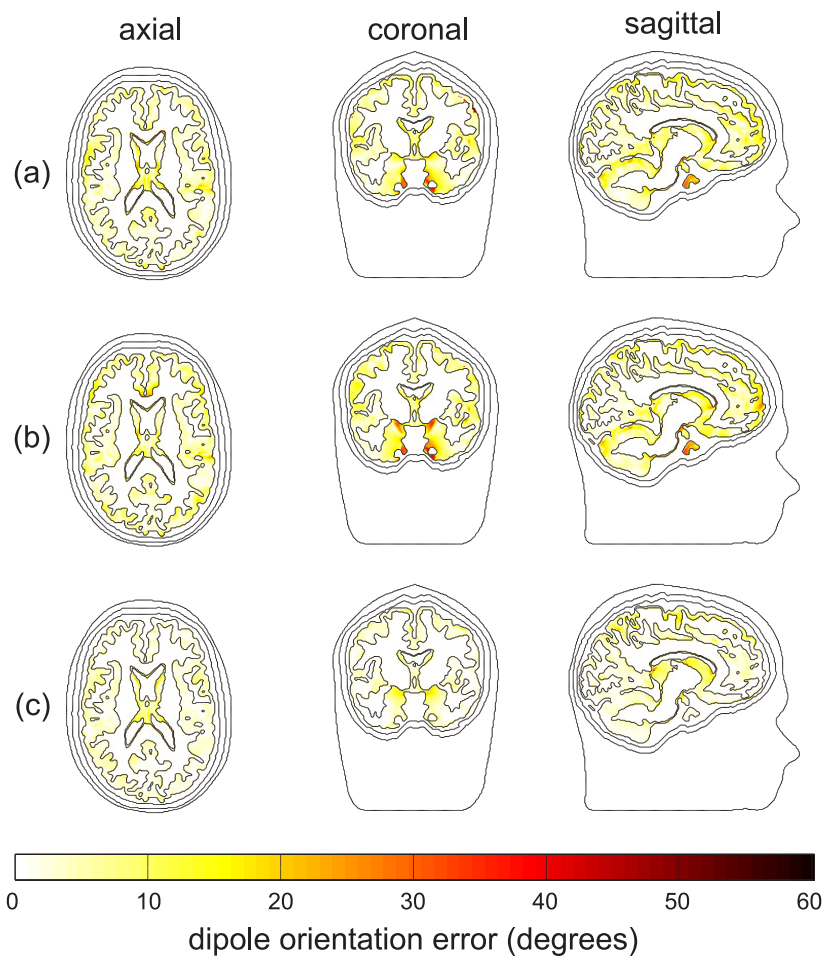 axial coronal sagittal
(a)
(b)
(c)
0 10 20 30 40 50 60
dipole orientation error (degrees)